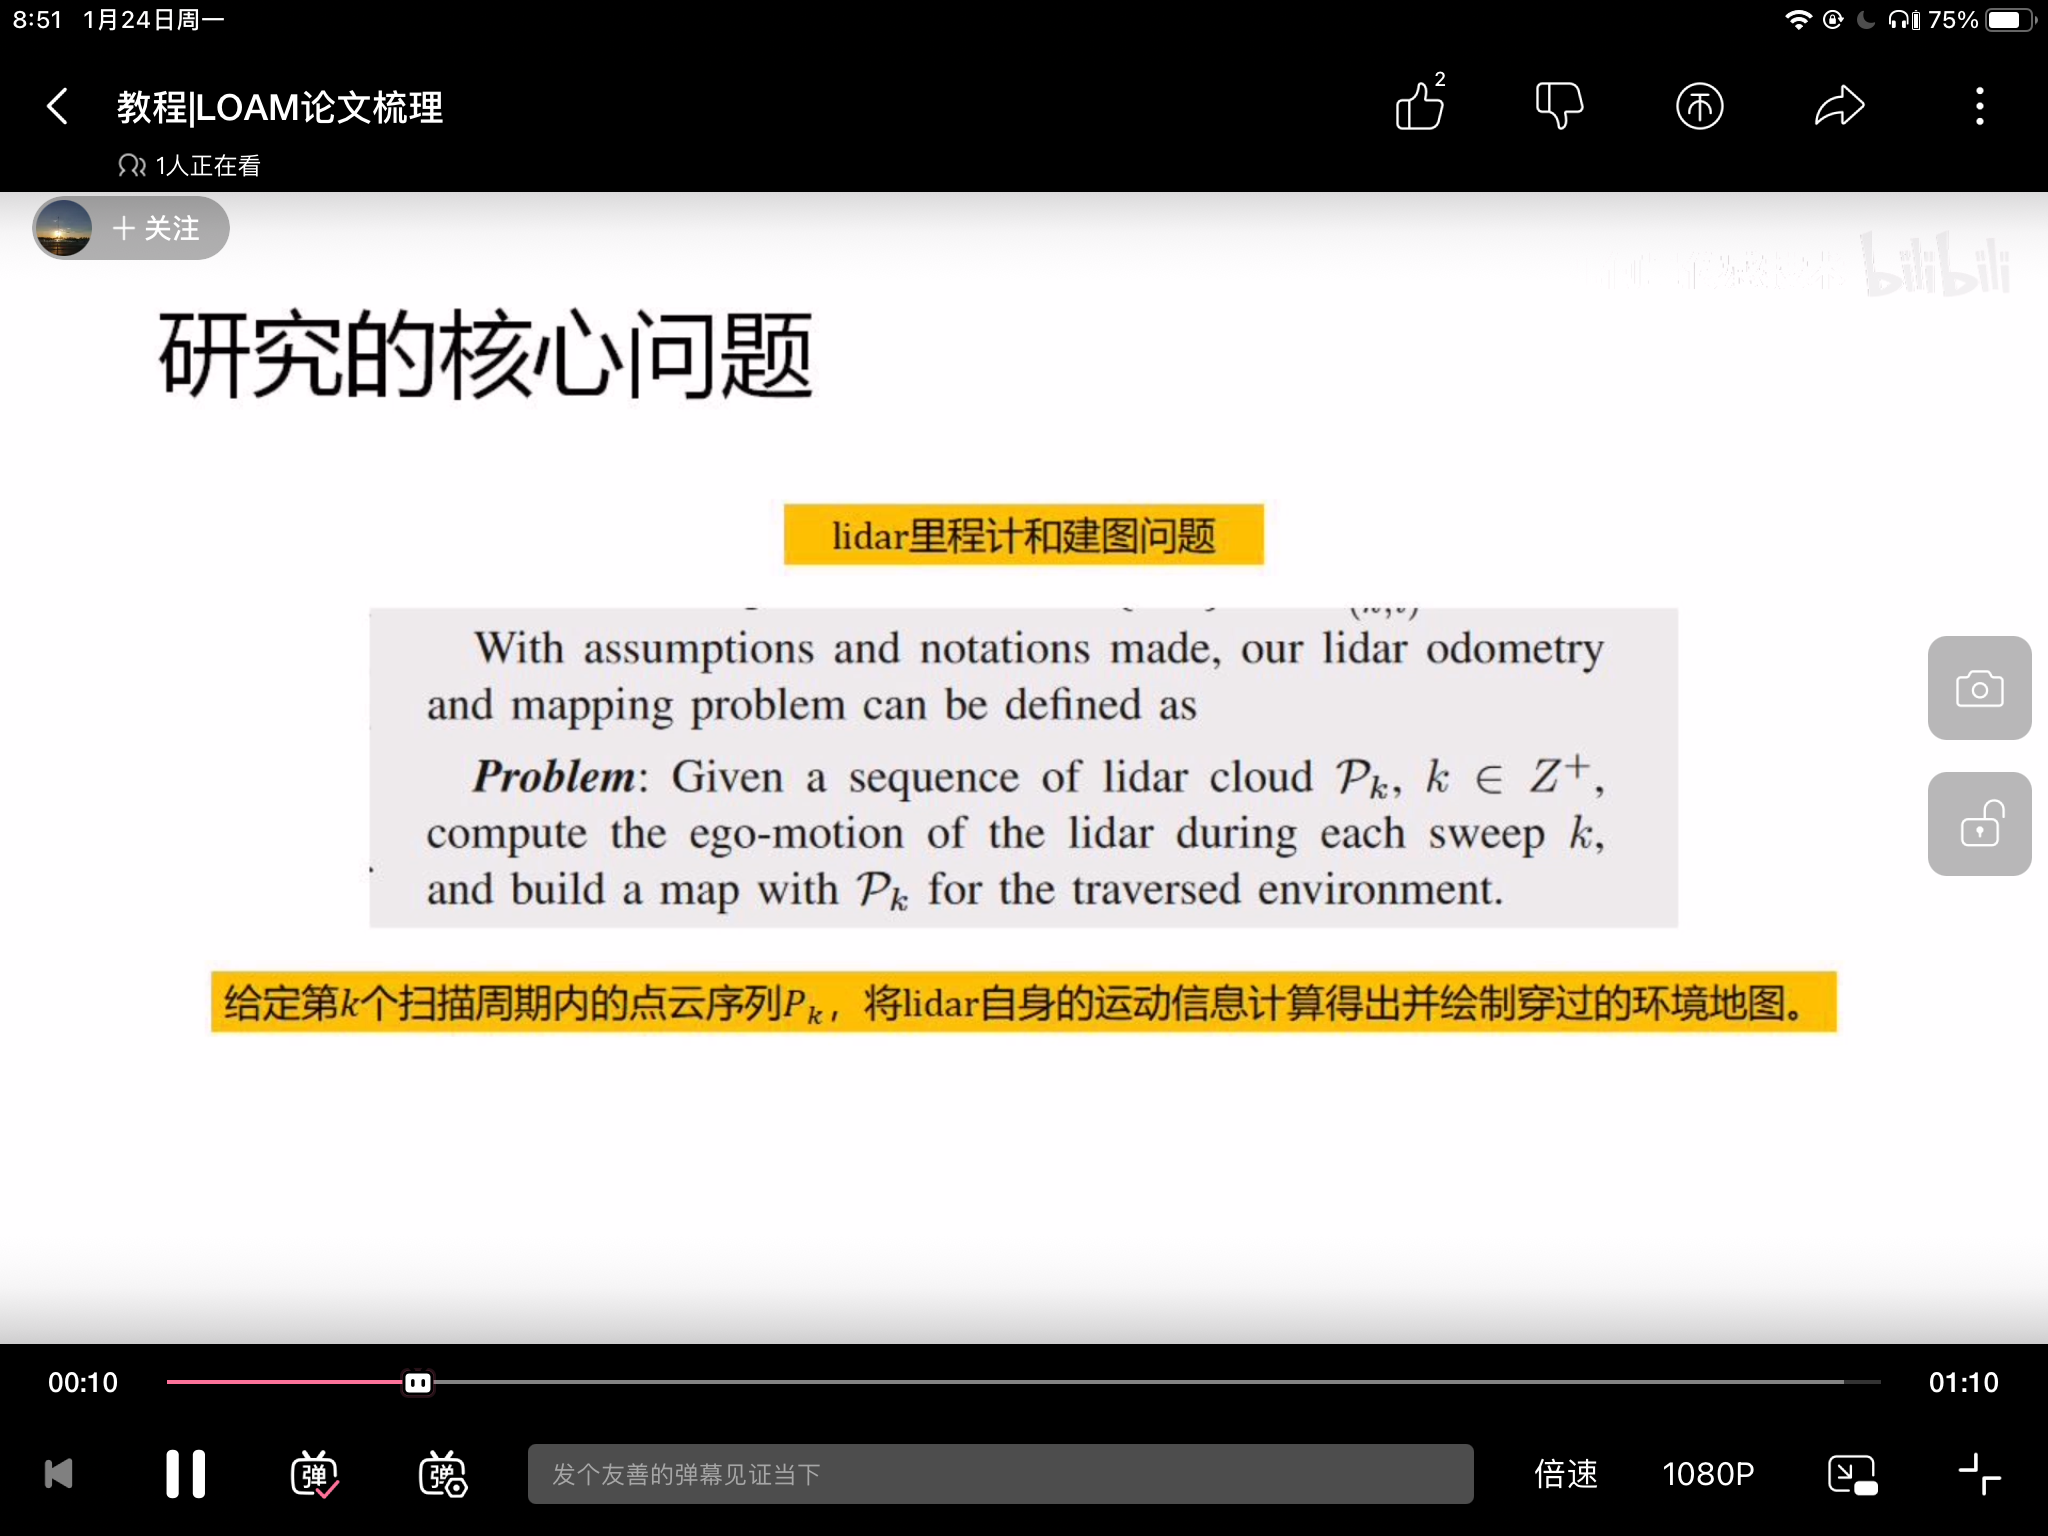 8:51 1月24日周一
75%
教程|LOAM论文梳理
2
1人正在看
关注
bilibili
研究的核心问题
lidar里程计和建图问题
With assumptions and notations made, our lidar odometry
and mapping problem can be defined as
Problem: Given a sequence of lidar cloud 𝒫ₖ, k ∈ Z⁺,
compute the ego-motion of the lidar during each sweep k,
and build a map with 𝒫ₖ for the traversed environment.
给定第k个扫描周期内的点云序列Pₖ，将lidar自身的运动信息计算得出并绘制穿过的环境地图。
00:10
01:10
弹
弹
发个友善的弹幕见证当下
倍速
1080P